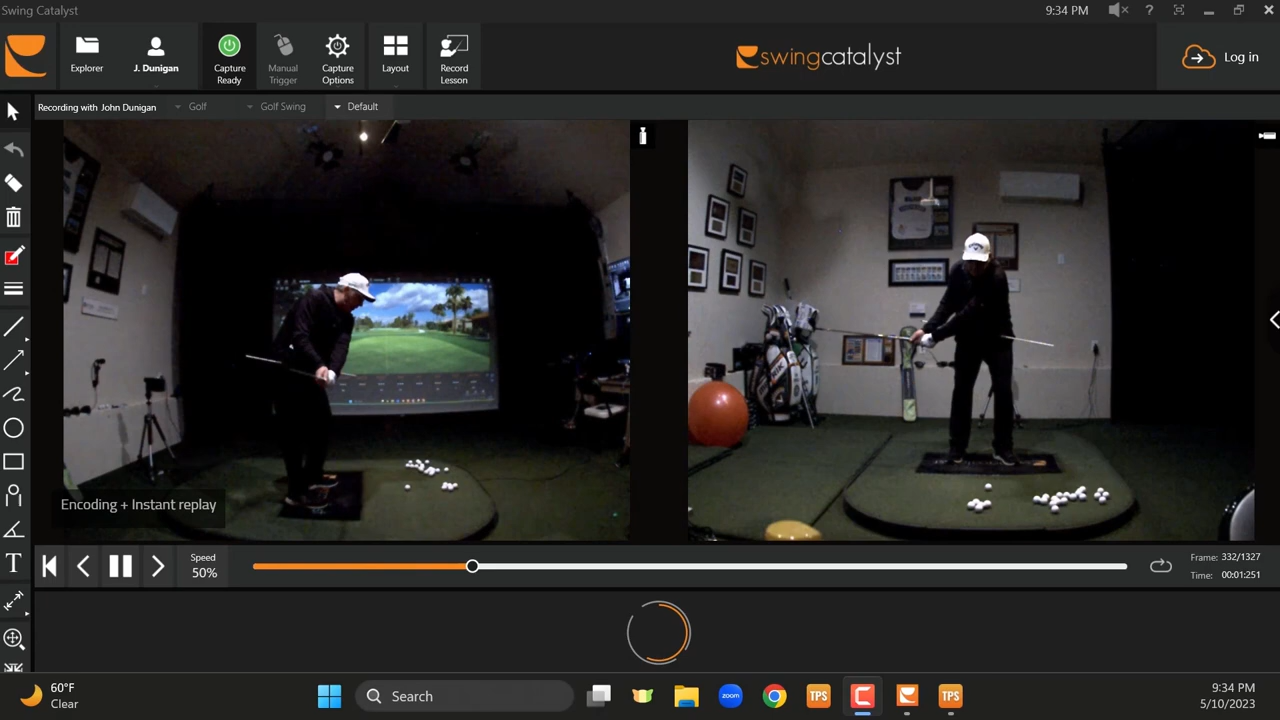 Swing Catalyst
9:34 PM
Explorer
J. Dunigan
Capture
Ready
Manual
Trigger
Capture
Options
Layout
Record
Lesson
swingcatalyst
Log in
Recording with John Dunigan
Golf
Golf Swing
Default
Encoding + Instant replay
T
Speed
50%
Frame: 332/1327
Time: 00:01:251
60°F
Clear
Search
zoom
TPS
TPS
9:34 PM
5/10/2023